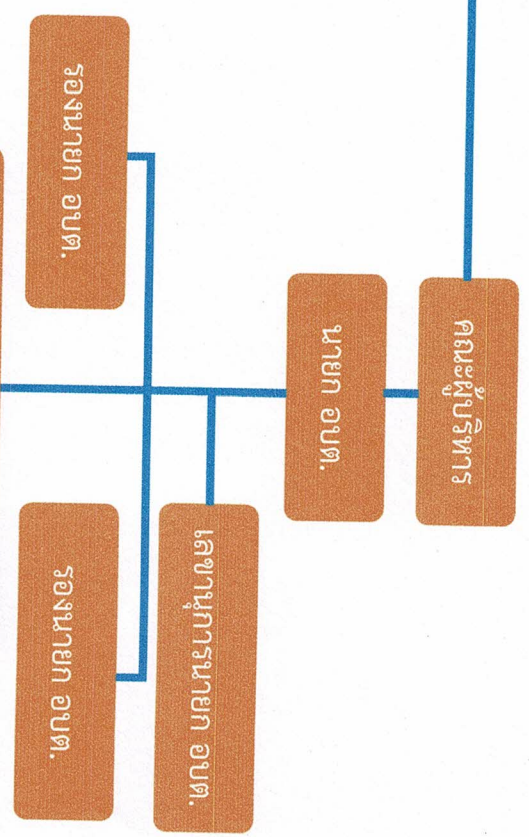 คณะผู้บริหาร
นายก อบต.
เลขานุการนายก อบต.
รองนายก อบต.
รองนายก อบต.